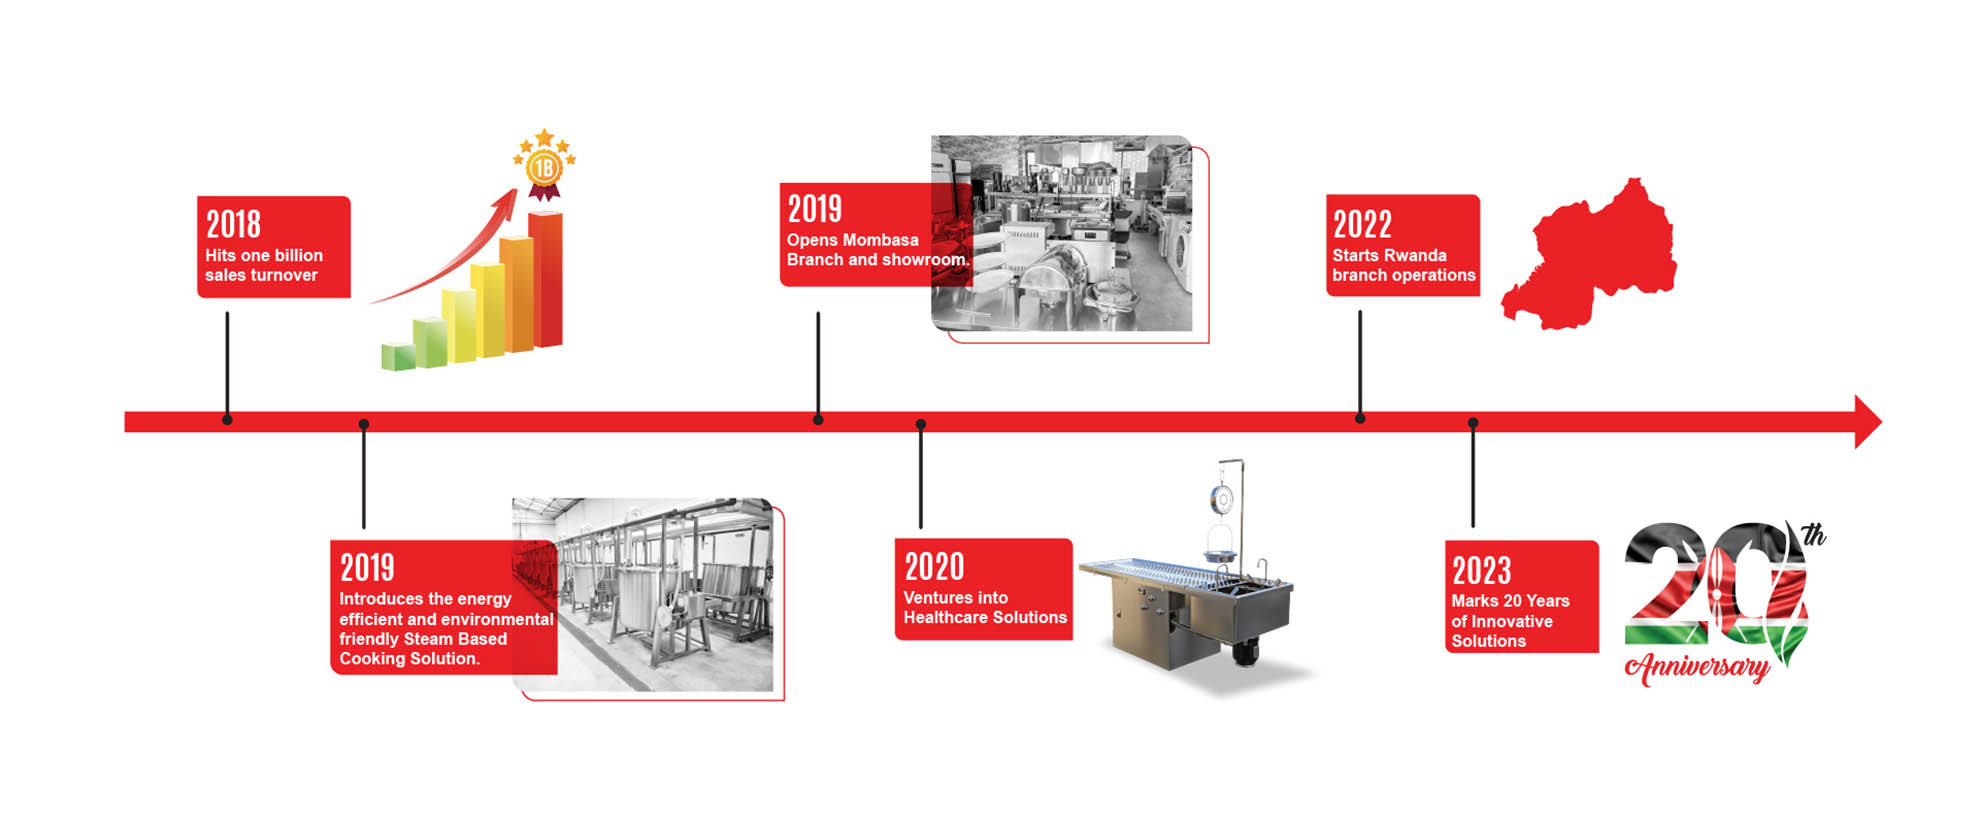 2018
Hits one billion
sales turnover
1B
2019
Introduces the energy
efficient and environmental
friendly Steam Based
Cooking Solution.
2019
Opens Mombasa
Branch and showroom.
2020
Ventures into
Healthcare Solutions
2022
Starts Rwanda
branch operations
2023
Marks 20 Years
of Innovative
Solutions
20th
Anniversary